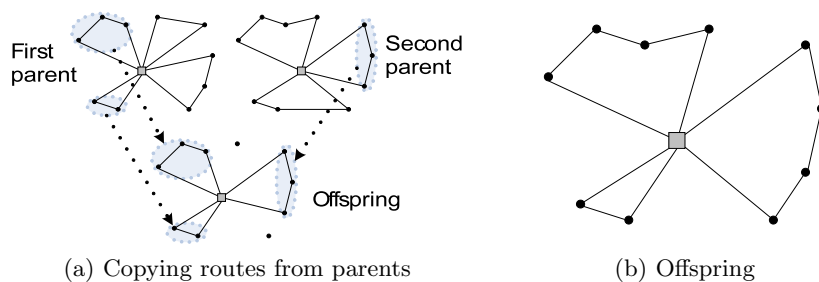 First
parent
Second
parent
Offspring
(a) Copying routes from parents
(b) Offspring